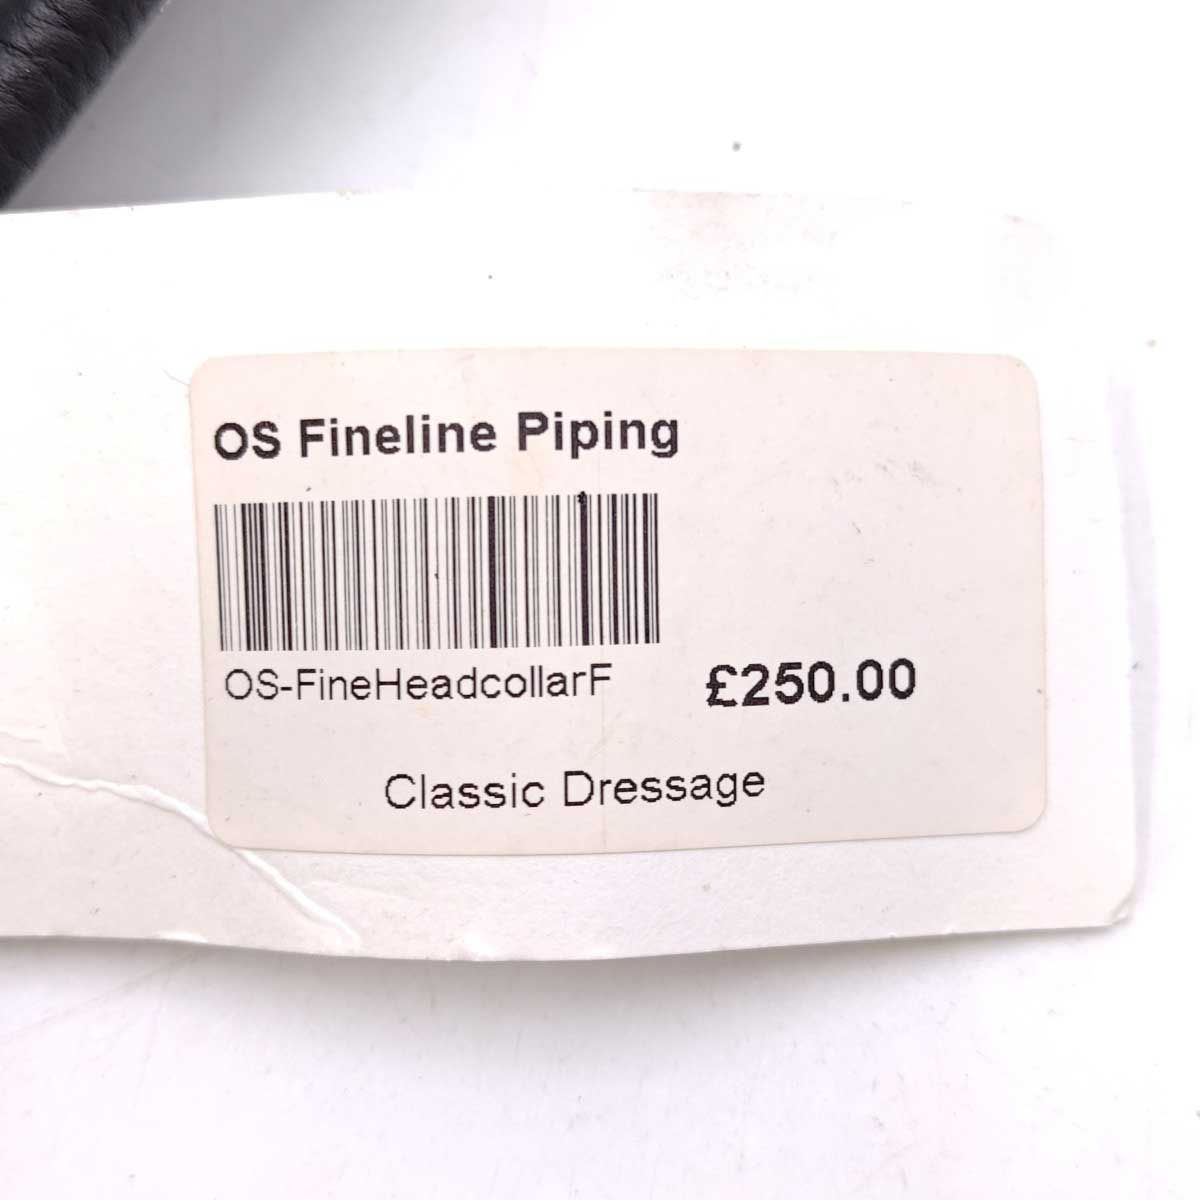 OS Fineline Piping
OS-FineHeadcollarF
£250.00
Classic Dressage